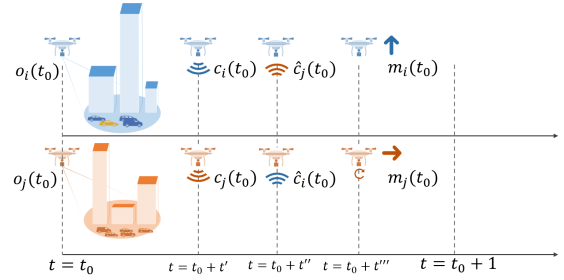 o_i(t_0) c_i(t_0) ĉ_j(t_0) m_i(t_0)
o_j(t_0) c_j(t_0) ĉ_i(t_0) m_j(t_0)
t = t_0 t = t_0 + t' t = t_0 + t'' t = t_0 + t''' t = t_0 + 1